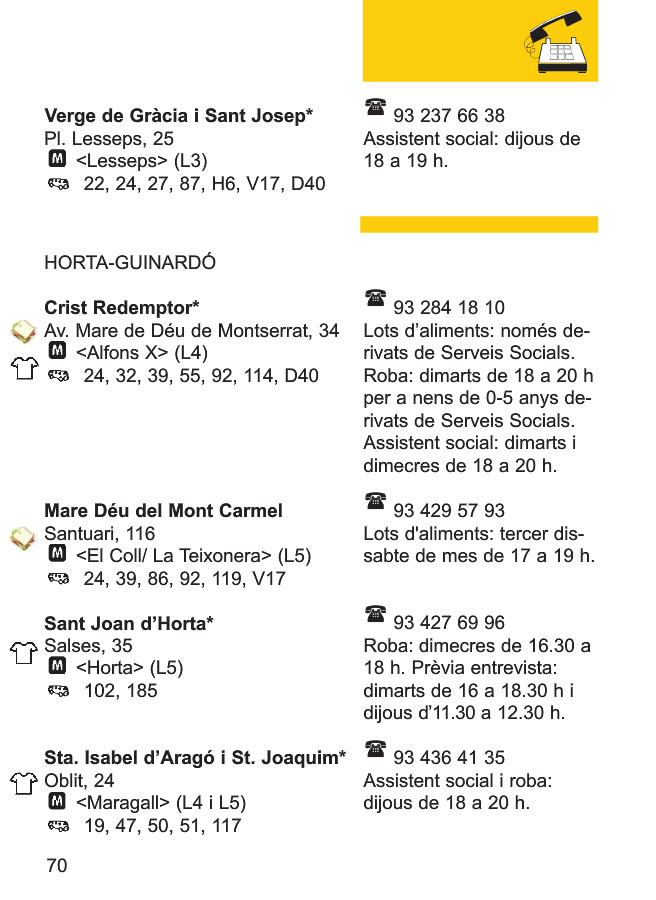 Verge de Gràcia i Sant Josep*
Pl. Lesseps, 25
M <Lesseps> (L3)
22, 24, 27, 87, H6, V17, D40
93 237 66 38
Assistent social: dijous de
18 a 19 h.
HORTA-GUINARDÓ
Crist Redemptor*
Av. Mare de Déu de Montserrat, 34
M <Alfons X> (L4)
24, 32, 39, 55, 92, 114, D40
93 284 18 10
Lots d’aliments: només de-
rivats de Serveis Socials.
Roba: dimarts de 18 a 20 h
per a nens de 0-5 anys de-
rivats de Serveis Socials.
Assistent social: dimarts i
dimecres de 18 a 20 h.
Mare Déu del Mont Carmel
Santuari, 116
M <El Coll/ La Teixonera> (L5)
24, 39, 86, 92, 119, V17
93 429 57 93
Lots d'aliments: tercer dis-
sabte de mes de 17 a 19 h.
Sant Joan d’Horta*
Salses, 35
M <Horta> (L5)
102, 185
93 427 69 96
Roba: dimecres de 16.30 a
18 h. Prèvia entrevista:
dimarts de 16 a 18.30 h i
dijous d’11.30 a 12.30 h.
Sta. Isabel d’Aragó i St. Joaquim*
Oblit, 24
M <Maragall> (L4 i L5)
19, 47, 50, 51, 117
93 436 41 35
Assistent social i roba:
dijous de 18 a 20 h.
70